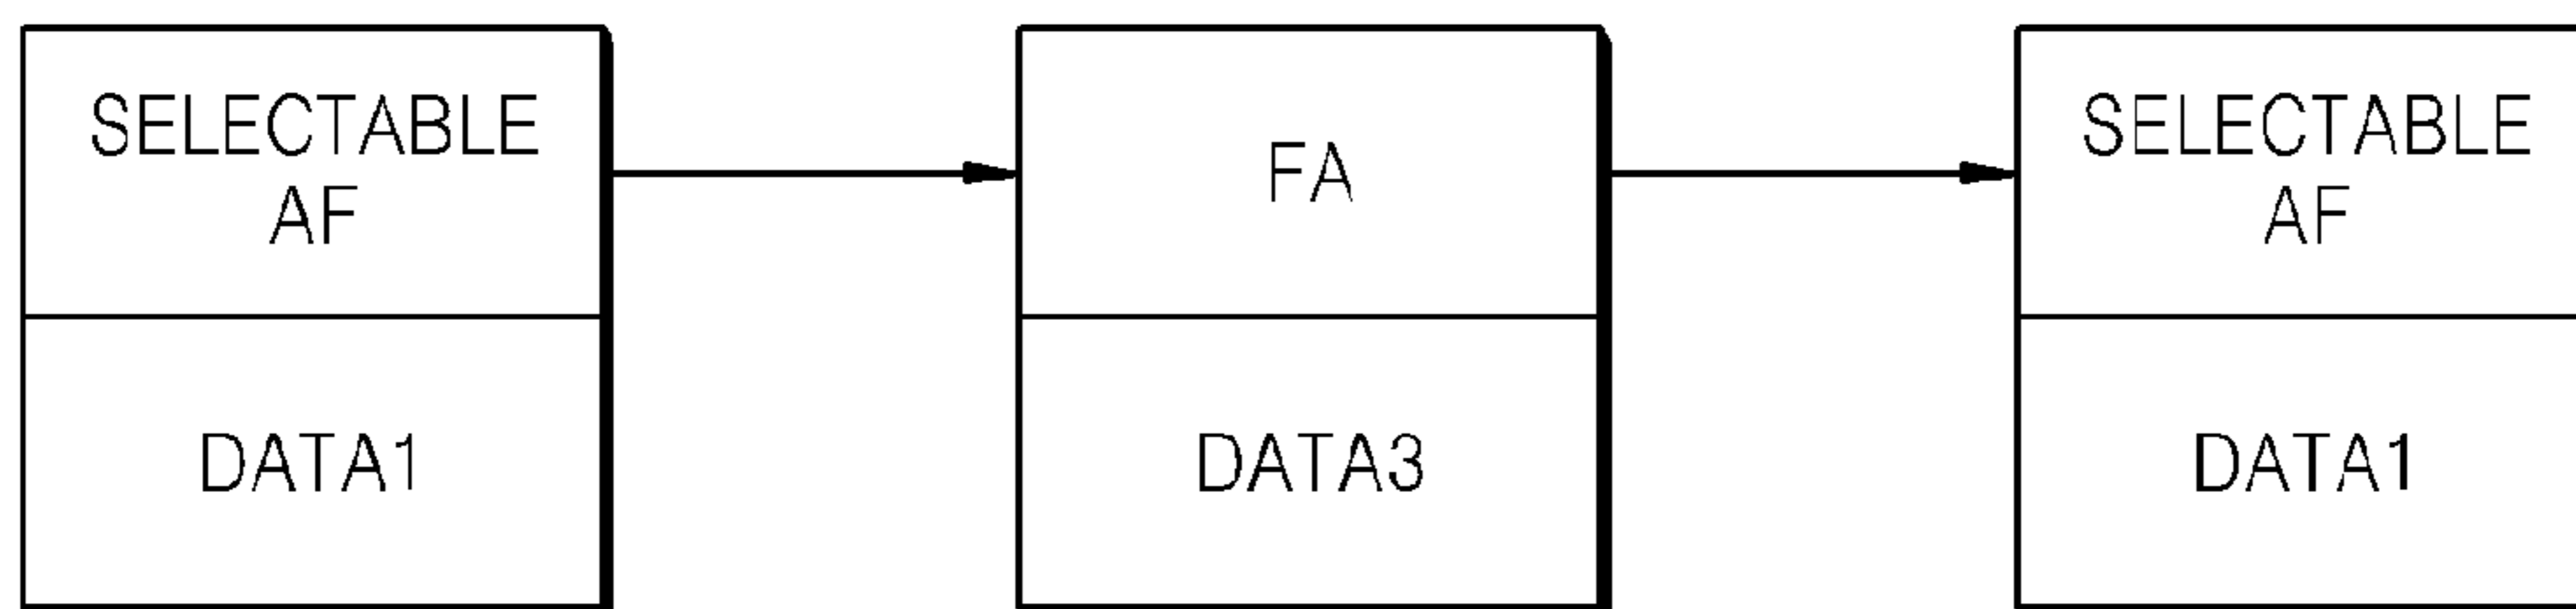 SELECTABLE
AF
DATA1
FA
DATA3
SELECTABLE
AF
DATA1